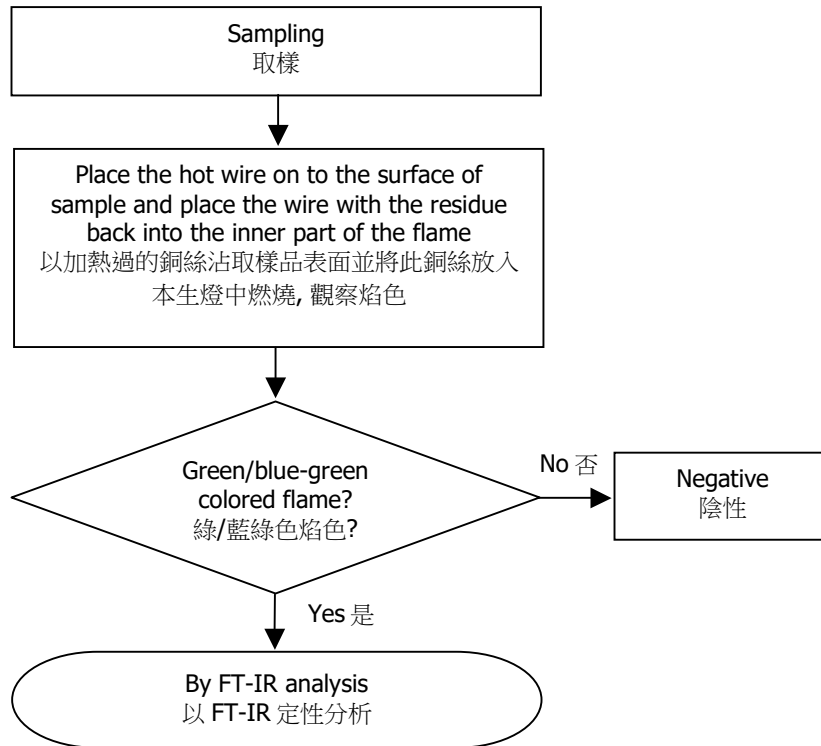 Sampling
取樣
Place the hot wire on to the surface of
sample and place the wire with the residue
back into the inner part of the flame
以加熱過的銅絲沾取樣品表面並將此銅絲放入
本生燈中燃燒, 觀察焰色
Green/blue-green
colored flame?
綠/藍綠色焰色?
No 否
Negative
陰性
Yes 是
By FT-IR analysis
以 FT-IR 定性分析